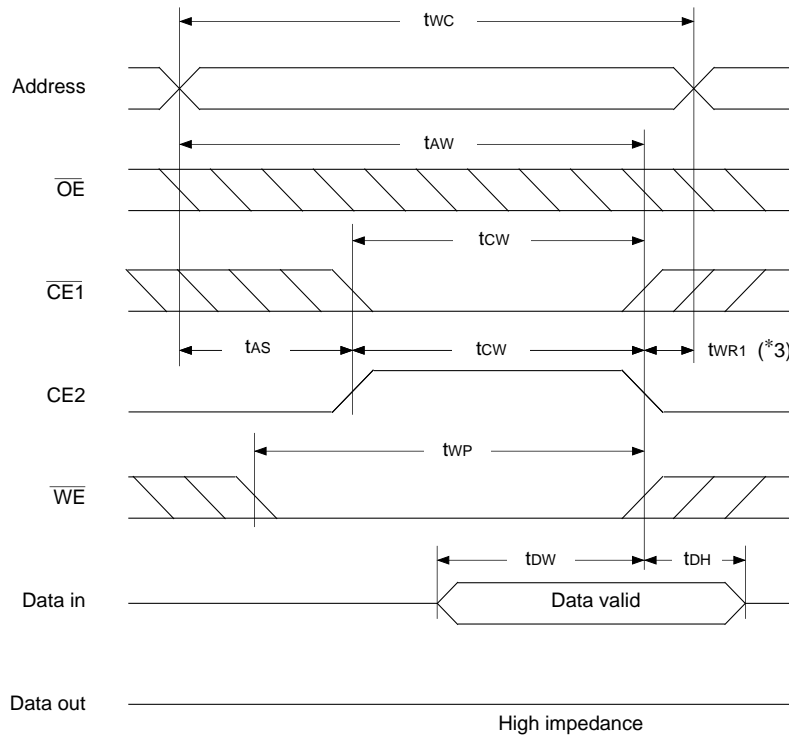 tWC
Address
tAW
OE
tCW
CE1
tAS
tCW
tWR1 (*3)
CE2
tWP
WE
tDW
tDH
Data in
Data valid
Data out
High impedance